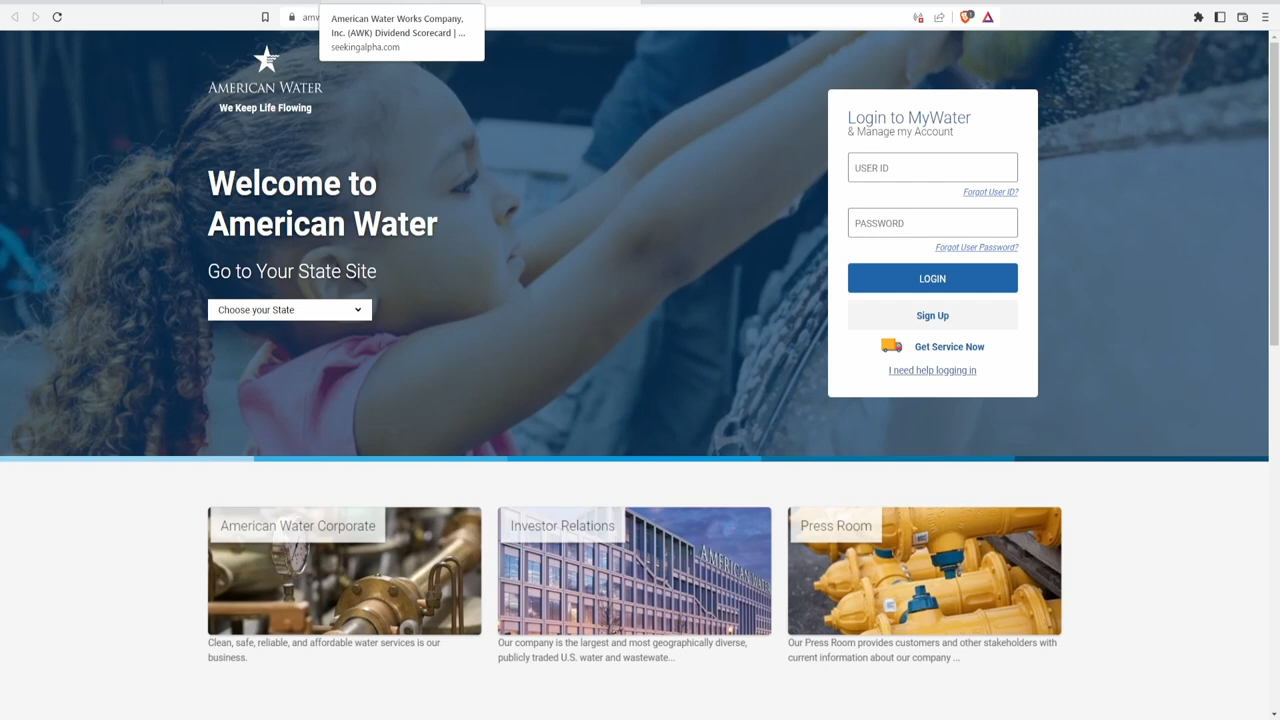 amw
American Water Works Company,
Inc. (AWK) Dividend Scorecard | ...
seekingalpha.com
1
AMERICAN WATER
We Keep Life Flowing
Welcome to
American Water
Go to Your State Site
Choose your State
Login to MyWater
& Manage my Account
USER ID
Forgot User ID?
PASSWORD
Forgot User Password?
LOGIN
Sign Up
Get Service Now
I need help logging in
American Water Corporate
Clean, safe, reliable, and affordable water services is our
business.
Investor Relations
AMERICAN WATER
Our company is the largest and most geographically diverse,
publicly traded U.S. water and wastewate...
Press Room
Our Press Room provides customers and other stakeholders with
current information about our company ...